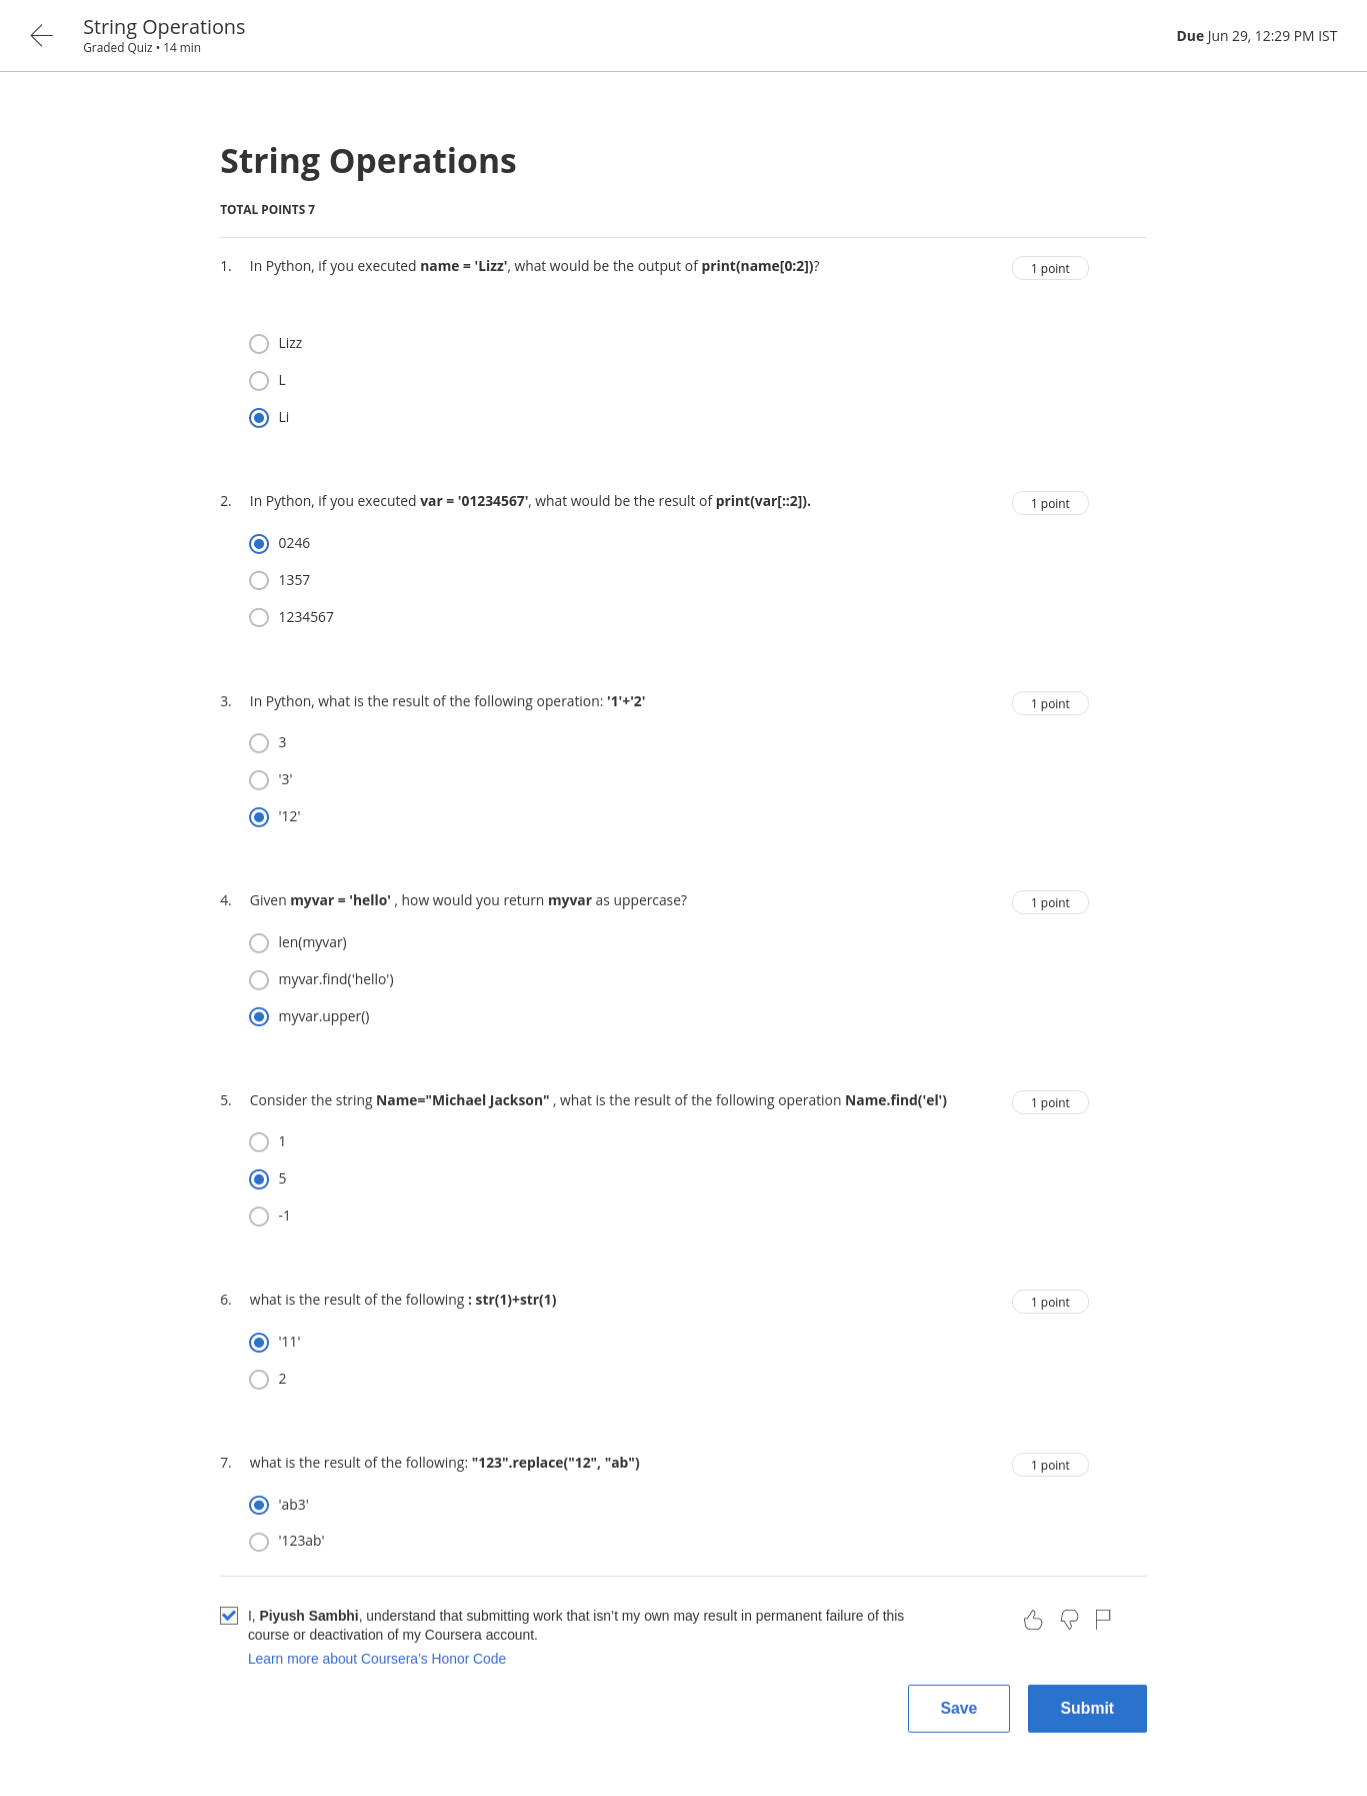 String Operations
Graded Quiz • 14 min
Due Jun 29, 12:29 PM IST
String Operations
TOTAL POINTS 7
1. In Python, if you executed name = 'Lizz', what would be the output of print(name[0:2])?
1 point
Lizz
L
Li
2. In Python, if you executed var = '01234567', what would be the result of print(var[::2]).
1 point
0246
1357
1234567
3. In Python, what is the result of the following operation: '1'+'2'
1 point
3
'3'
'12'
4. Given myvar = 'hello' , how would you return myvar as uppercase?
1 point
len(myvar)
myvar.find('hello')
myvar.upper()
5. Consider the string Name="Michael Jackson" , what is the result of the following operation Name.find('el')
1 point
1
5
-1
6. what is the result of the following : str(1)+str(1)
1 point
'11'
2
7. what is the result of the following: "123".replace("12", "ab")
1 point
'ab3'
'123ab'
I, Piyush Sambhi, understand that submitting work that isn't my own may result in permanent failure of this
course or deactivation of my Coursera account.
Learn more about Coursera's Honor Code
Save
Submit